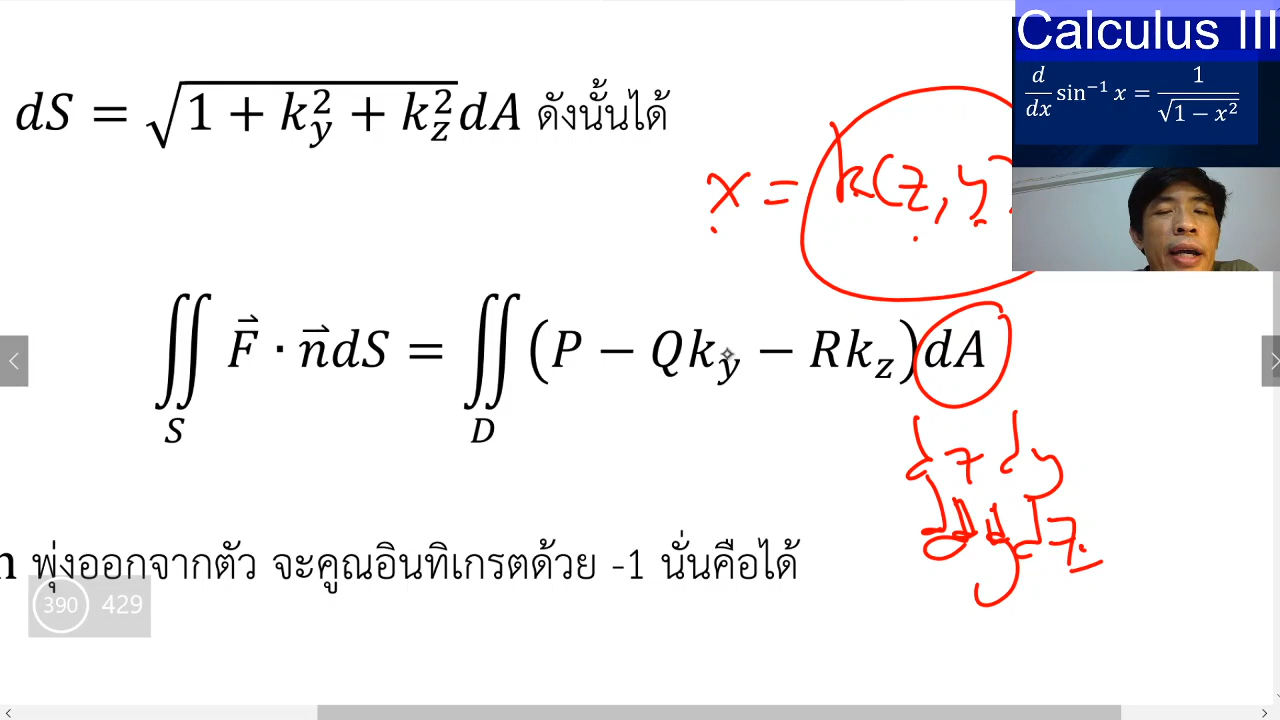 Calculus III
d/dx sin⁻¹ x = 1/√(1 − x²)
dS = √(1 + k_y² + k_z²) dA ดังนั้นได้
x = k(z, y
∬_S F⃗ · n⃗ dS = ∬_D (P − Qk_y − Rk_z) dA
dz dy
dz
n พุ่งออกจากตัว จะคูณอินทิเกรตด้วย -1 นั่นคือได้
390 429